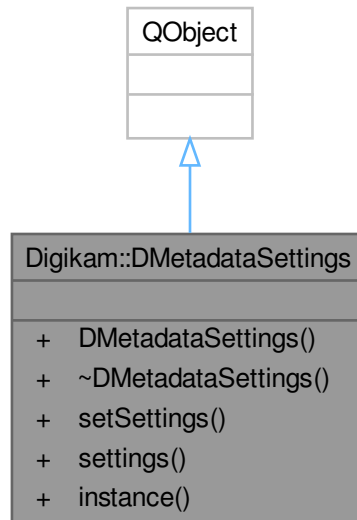 QObject
Digikam::DMetadataSettings
+ DMetadataSettings()
+ ~DMetadataSettings()
+ setSettings()
+ settings()
+ instance()